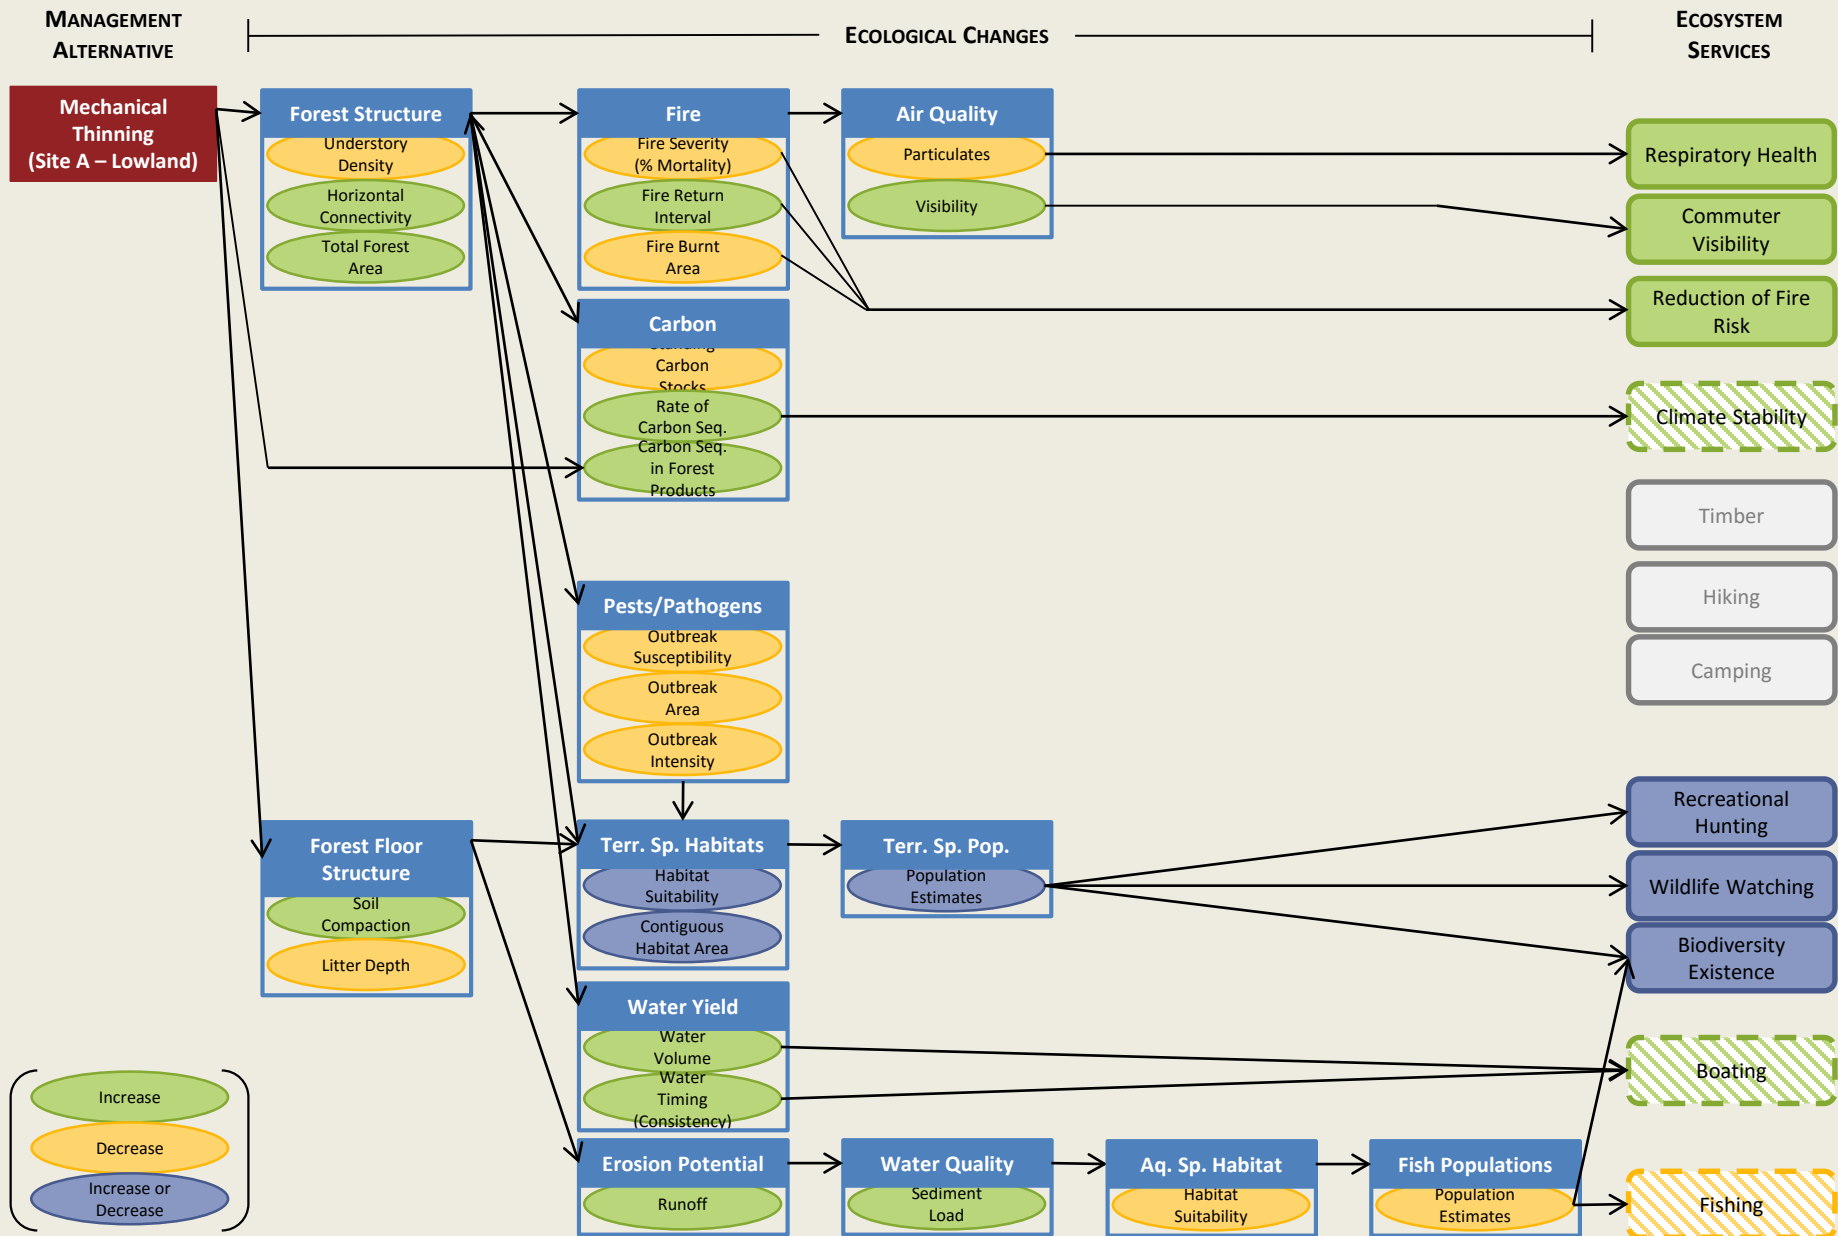 MANAGEMENT
ALTERNATIVE
ECOLOGICAL CHANGES
ECOSYSTEM
SERVICES
Mechanical
Thinning
(Site A – Lowland)
Forest Structure
Understory
Density
Horizontal
Connectivity
Total Forest
Area
Fire
Fire Severity
(% Mortality)
Fire Return
Interval
Fire Burnt
Area
Air Quality
Particulates
Visibility
Respiratory Health
Commuter
Visibility
Reduction of Fire
Risk
Carbon
Standing
Carbon
Stocks
Rate of
Carbon Seq.
Carbon Seq.
in Forest
Products
Climate Stability
Timber
Hiking
Camping
Pests/Pathogens
Outbreak
Susceptibility
Outbreak
Area
Outbreak
Intensity
Forest Floor
Structure
Soil
Compaction
Litter Depth
Terr. Sp. Habitats
Habitat
Suitability
Contiguous
Habitat Area
Terr. Sp. Pop.
Population
Estimates
Recreational
Hunting
Wildlife Watching
Biodiversity
Existence
Water Yield
Water
Volume
Water
Timing
(Consistency)
Boating
Erosion Potential
Runoff
Water Quality
Sediment
Load
Aq. Sp. Habitat
Habitat
Suitability
Fish Populations
Population
Estimates
Fishing
Increase
Decrease
Increase or
Decrease